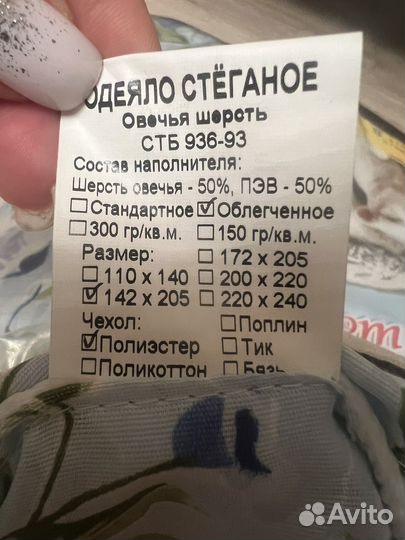 ОДЕЯЛО СТЁГАНОЕ
Овечья шерсть
СТБ 936-93
Состав наполнителя:
Шерсть овечья - 50%, ПЭВ - 50%
☐Стандартное ☑Облегченное
☐300 гр/кв.м. ☐150 гр/кв.м.
Размер: ☐172 х 205
☐110 х 140 ☐200 х 220
☑142 х 205 ☐220 х 240
Чехол: ☐Поплин
☑Полиэстер ☐Тик
☐Поликоттон ☐Бязь
Avito